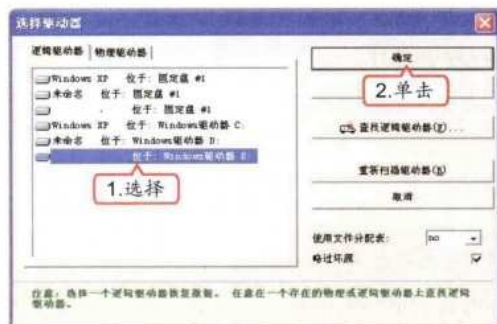 选择驱动器
逻辑驱动器 物理驱动器
Windows XP 位于: 固定盘 #1
未命名 位于: 固定盘 #1
位于: 固定盘 #1
Windows XP 位于: Windows驱动器 C:
未命名 位于: Windows驱动器 D:
位于: Windows驱动器 E:
1.选择
确定
2.单击
查找逻辑驱动器(F)...
重新扫描驱动器(R)
取消
使用文件分配表: no
略过坏扇
注意: 选择一个逻辑驱动器恢复数据。 任意在一个存在的物理或逻辑驱动器上查找逻辑
驱动器。